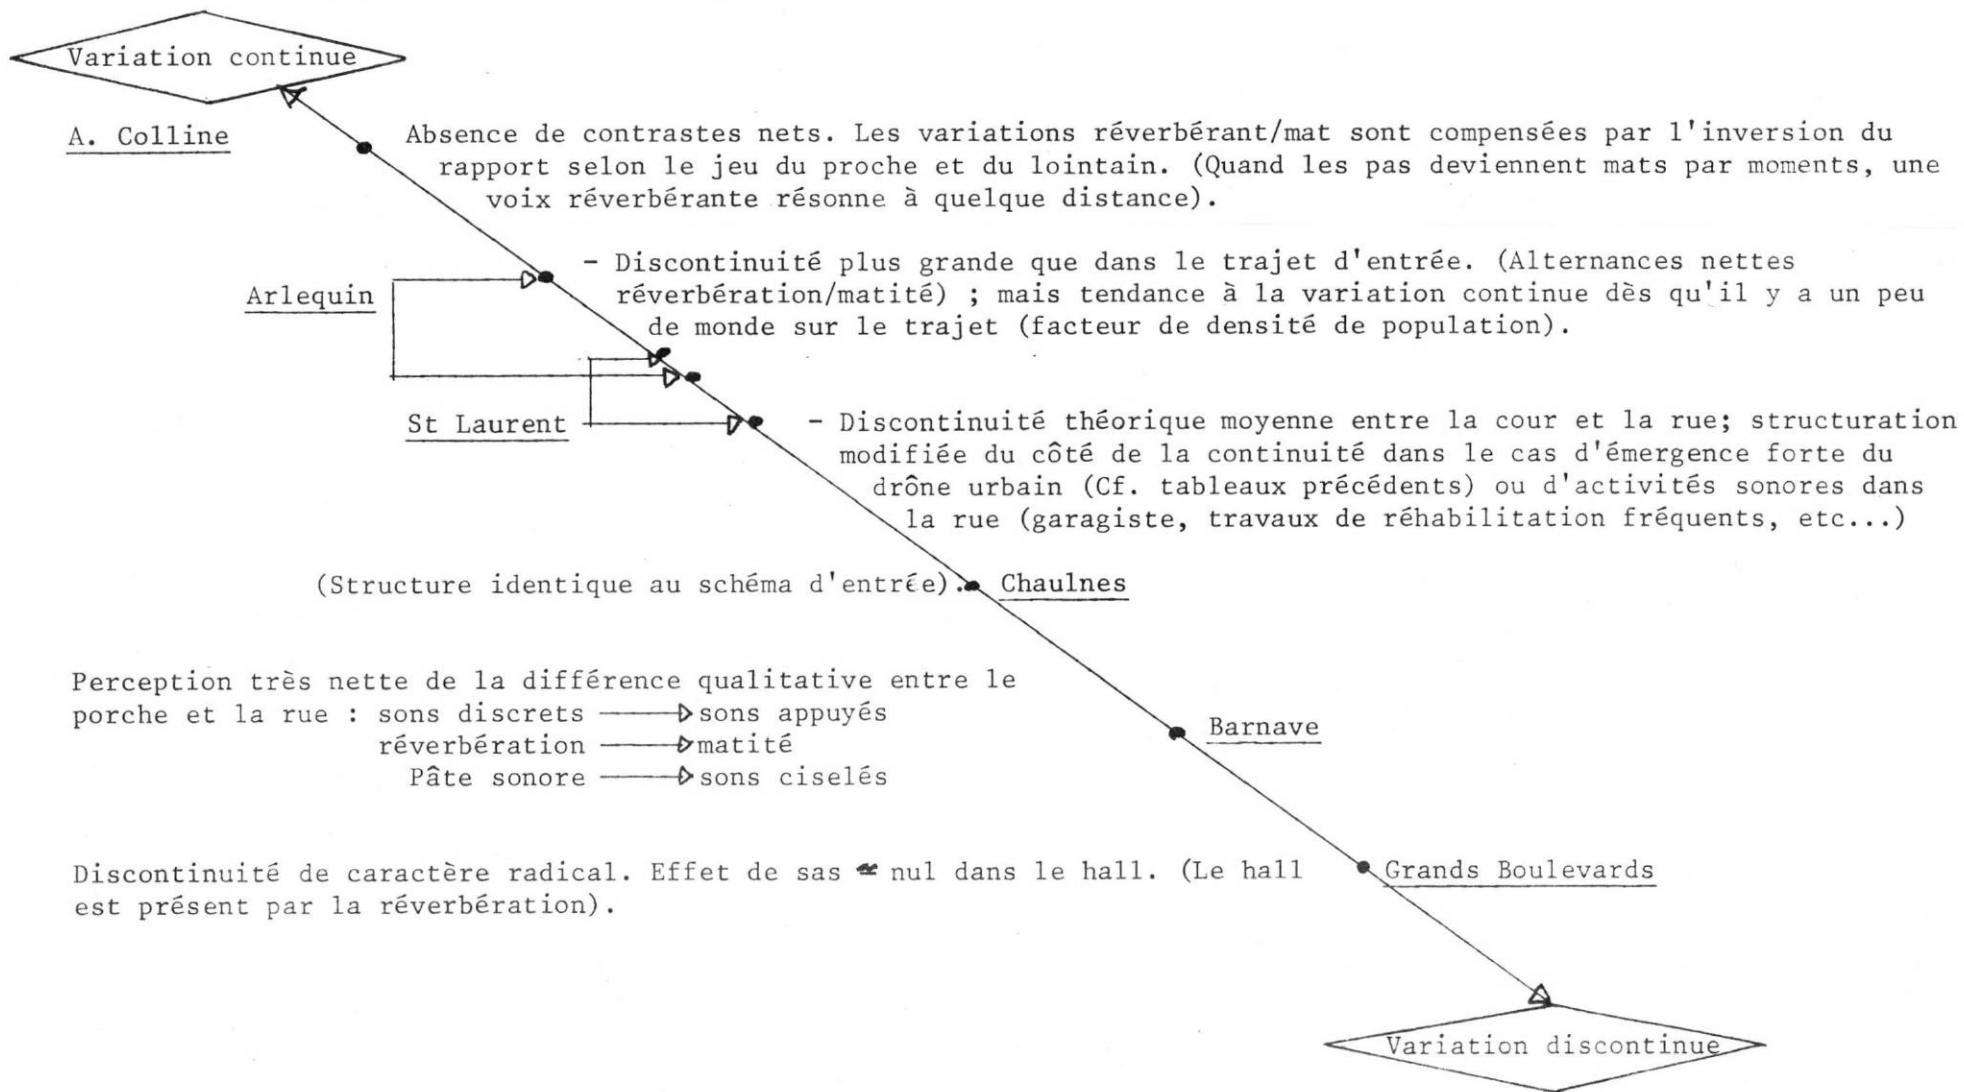 Variation continue
A. Colline
Absence de contrastes nets. Les variations réverbérant/mat sont compensées par l'inversion du
rapport selon le jeu du proche et du lointain. (Quand les pas deviennent mats par moments, une
voix réverbérante résonne à quelque distance).
Arlequin
- Discontinuité plus grande que dans le trajet d'entrée. (Alternances nettes
réverbération/matité) ; mais tendance à la variation continue dès qu'il y a un peu
de monde sur le trajet (facteur de densité de population).
St Laurent
- Discontinuité théorique moyenne entre la cour et la rue; structuration
modifiée du côté de la continuité dans le cas d'émergence forte du
drône urbain (Cf. tableaux précédents) ou d'activités sonores dans
la rue (garagiste, travaux de réhabilitation fréquents, etc...)
(Structure identique au schéma d'entrée). Chaulnes
Perception très nette de la différence qualitative entre le
porche et la rue : sons discrets → sons appuyés
réverbération → matité
Pâte sonore → sons ciselés
Barnave
Discontinuité de caractère radical. Effet de sas nul dans le hall. (Le hall
est présent par la réverbération).
Grands Boulevards
Variation discontinue